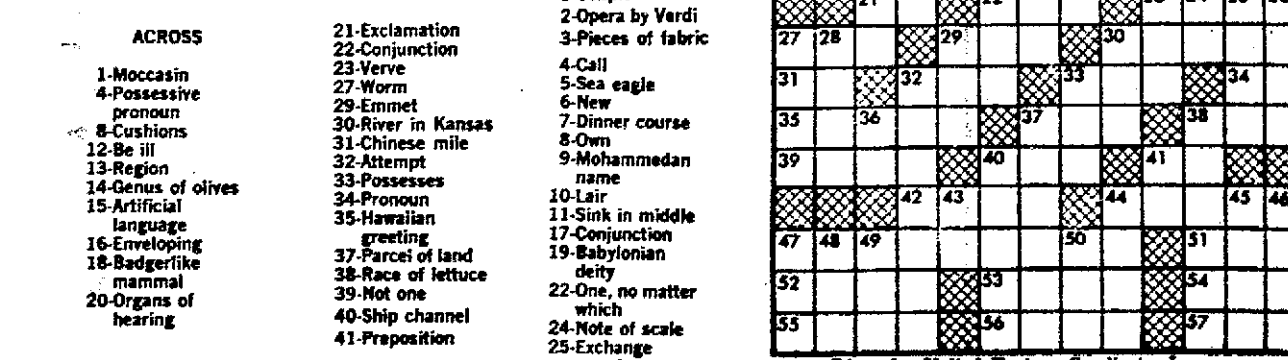 ACROSS
1-Moccasin
4-Possessive
pronoun
8-Cushions
12-Be ill
13-Region
14-Genus of olives
15-Artificial
language
16-Enveloping
18-Badgerlike
mammal
20-Organs of
hearing
21-Exclamation
22-Conjunction
23-Verve
27-Worm
29-Emmet
30-River in Kansas
31-Chinese mile
32-Attempt
33-Possesses
34-Pronoun
35-Hawaiian
greeting
37-Parcel of land
38-Race of lettuce
39-Not one
40-Ship channel
41-Preposition
2-Opera by Verdi
3-Pieces of fabric
4-Call
5-Sea eagle
6-New
7-Dinner course
8-Own
9-Mohammedan
name
10-Lair
11-Sink in middle
17-Conjunction
19-Babylonian
deity
22-One, no matter
which
24-Note of scale
25-Exchange
27 28 29 30
31 32 33 34
35 36 37 38
39 40 41
42 43 44 45 46
47 48 49 50 51
52 53 54
55 56 57